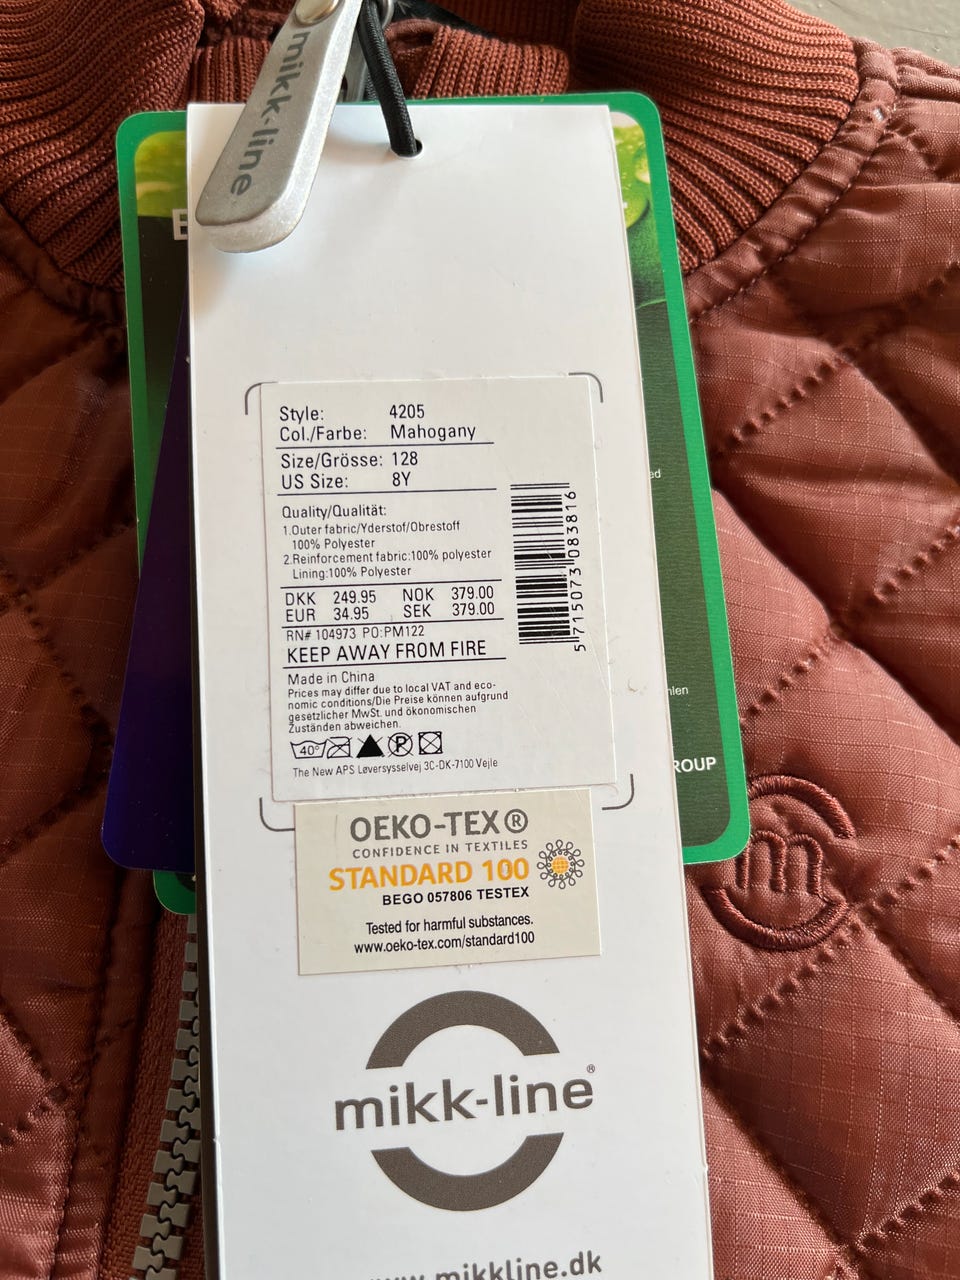 mikk-line
Style: 4205
Col./Farbe: Mahogany
Size/Grösse: 128
US Size: 8Y
Quality/Qualität:
1.Outer fabric/Yderstof/Obrestoff
100% Polyester
2.Reinforcement fabric:100% polyester
Lining:100% Polyester
DKK 249.95 NOK 379.00
EUR 34.95 SEK 379.00
RN# 104973 PO:PM122
KEEP AWAY FROM FIRE
Made in China
Prices may differ due to local VAT and eco-
nomic conditions/Die Preise können aufgrund
gesetzlicher MwSt. und ökonomischen
Zuständen abweichen.
40°
P
The New APS Løversysselvej 3C-DK-7100 Vejle
5715073083816
OEKO-TEX®
CONFIDENCE IN TEXTILES
STANDARD 100
BEGO 057806 TESTEX
Tested for harmful substances.
www.oeko-tex.com/standard100
mikk-line®
www.mikkline.dk
ROUP
m